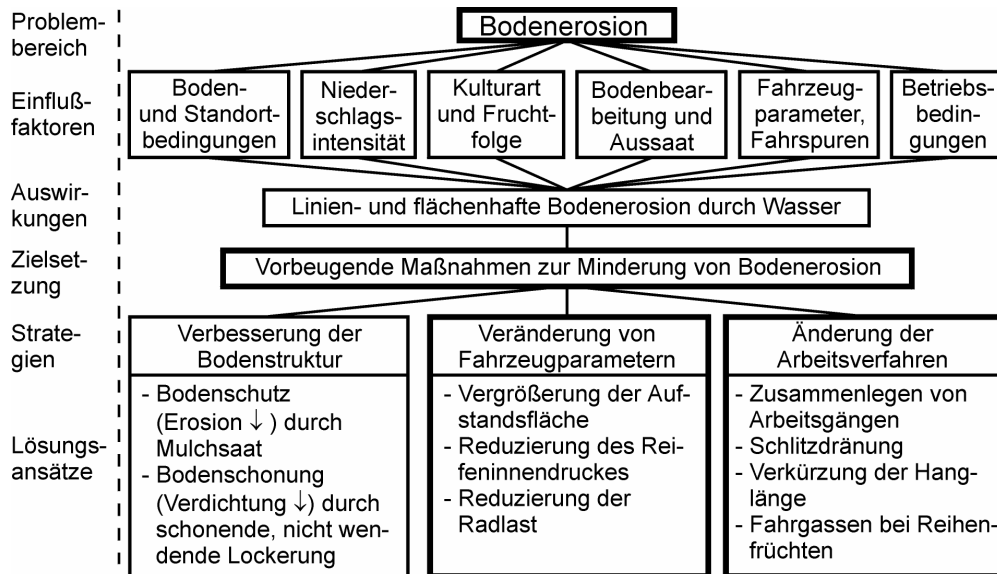 Problem-
bereich
Bodenerosion
Einfluß-
faktoren
Boden-
und Standort-
bedingungen
Nieder-
schlags-
intensität
Kulturart
und Frucht-
folge
Bodenbear-
beitung und
Aussaat
Fahrzeug-
parameter,
Fahrspuren
Betriebs-
bedin-
gungen
Auswir-
kungen
Linien- und flächenhafte Bodenerosion durch Wasser
Zielset-
zung
Vorbeugende Maßnahmen zur Minderung von Bodenerosion
Strate-
gien
Verbesserung der
Bodenstruktur
Veränderung von
Fahrzeugparametern
Änderung der
Arbeitsverfahren
Lösungs-
ansätze
- Bodenschutz
(Erosion ↓ ) durch
Mulchsaat
- Bodenschonung
(Verdichtung ↓) durch
schonende, nicht wen-
dende Lockerung
- Vergrößerung der Auf-
standsfläche
- Reduzierung des Rei-
feninnendruckes
- Reduzierung der
Radlast
- Zusammenlegen von
Arbeitsgängen
- Schlitzdränung
- Verkürzung der Hang-
länge
- Fahrgassen bei Reihen-
früchten